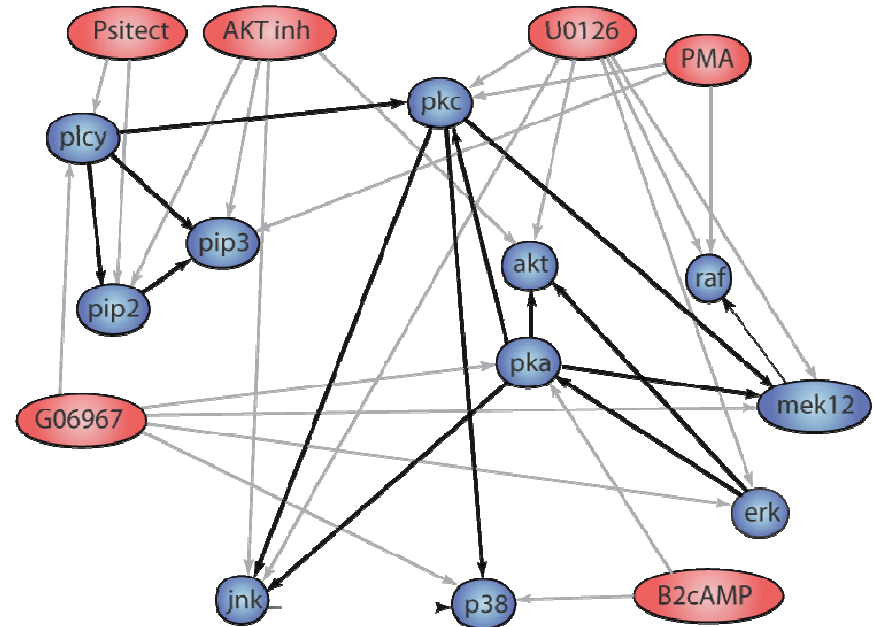 Psitect
AKT inh
U0126
PMA
pkc
plcy
pip3
akt
raf
pip2
pka
mek12
G06967
erk
jnk
p38
B2cAMP